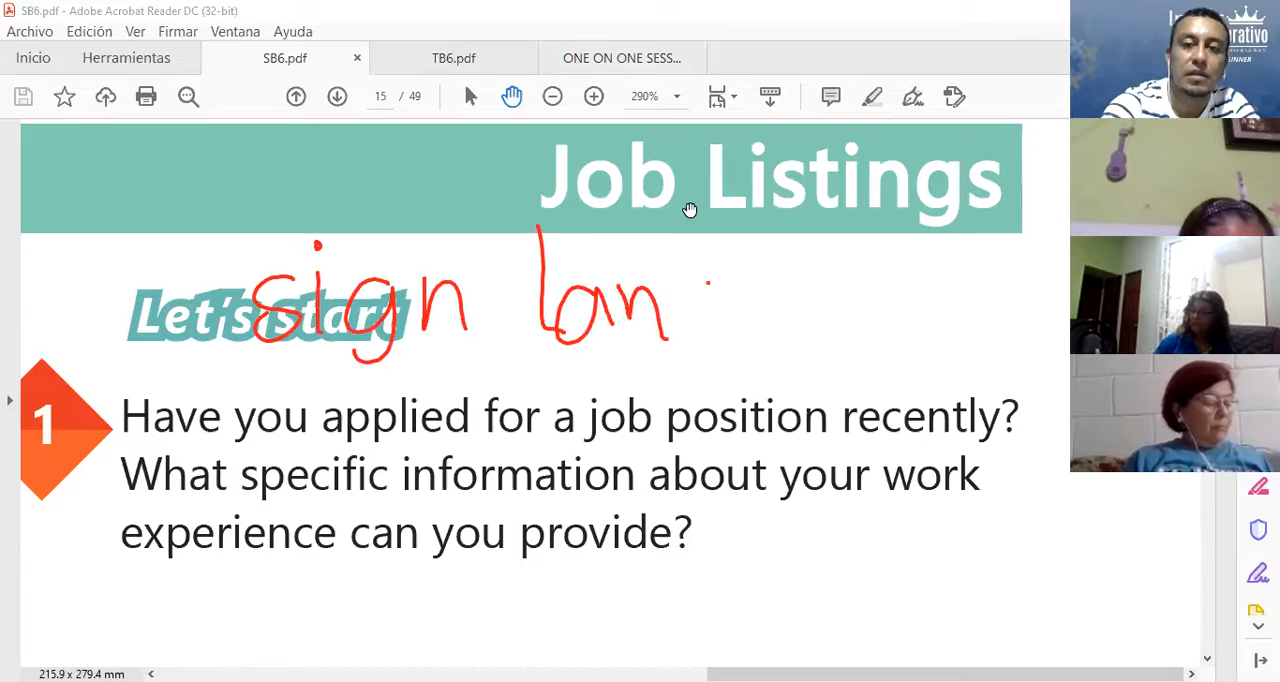 SB6.pdf - Adobe Acrobat Reader DC (32-bit)
Archivo Edición Ver Firmar Ventana Ayuda
Inicio Herramientas SB6.pdf × TB6.pdf ONE ON ONE SESS...
15 / 49 290%
Job Listings
Let's start
sign lan
1
Have you applied for a job position recently?
What specific information about your work
experience can you provide?
215.9 x 279.4 mm